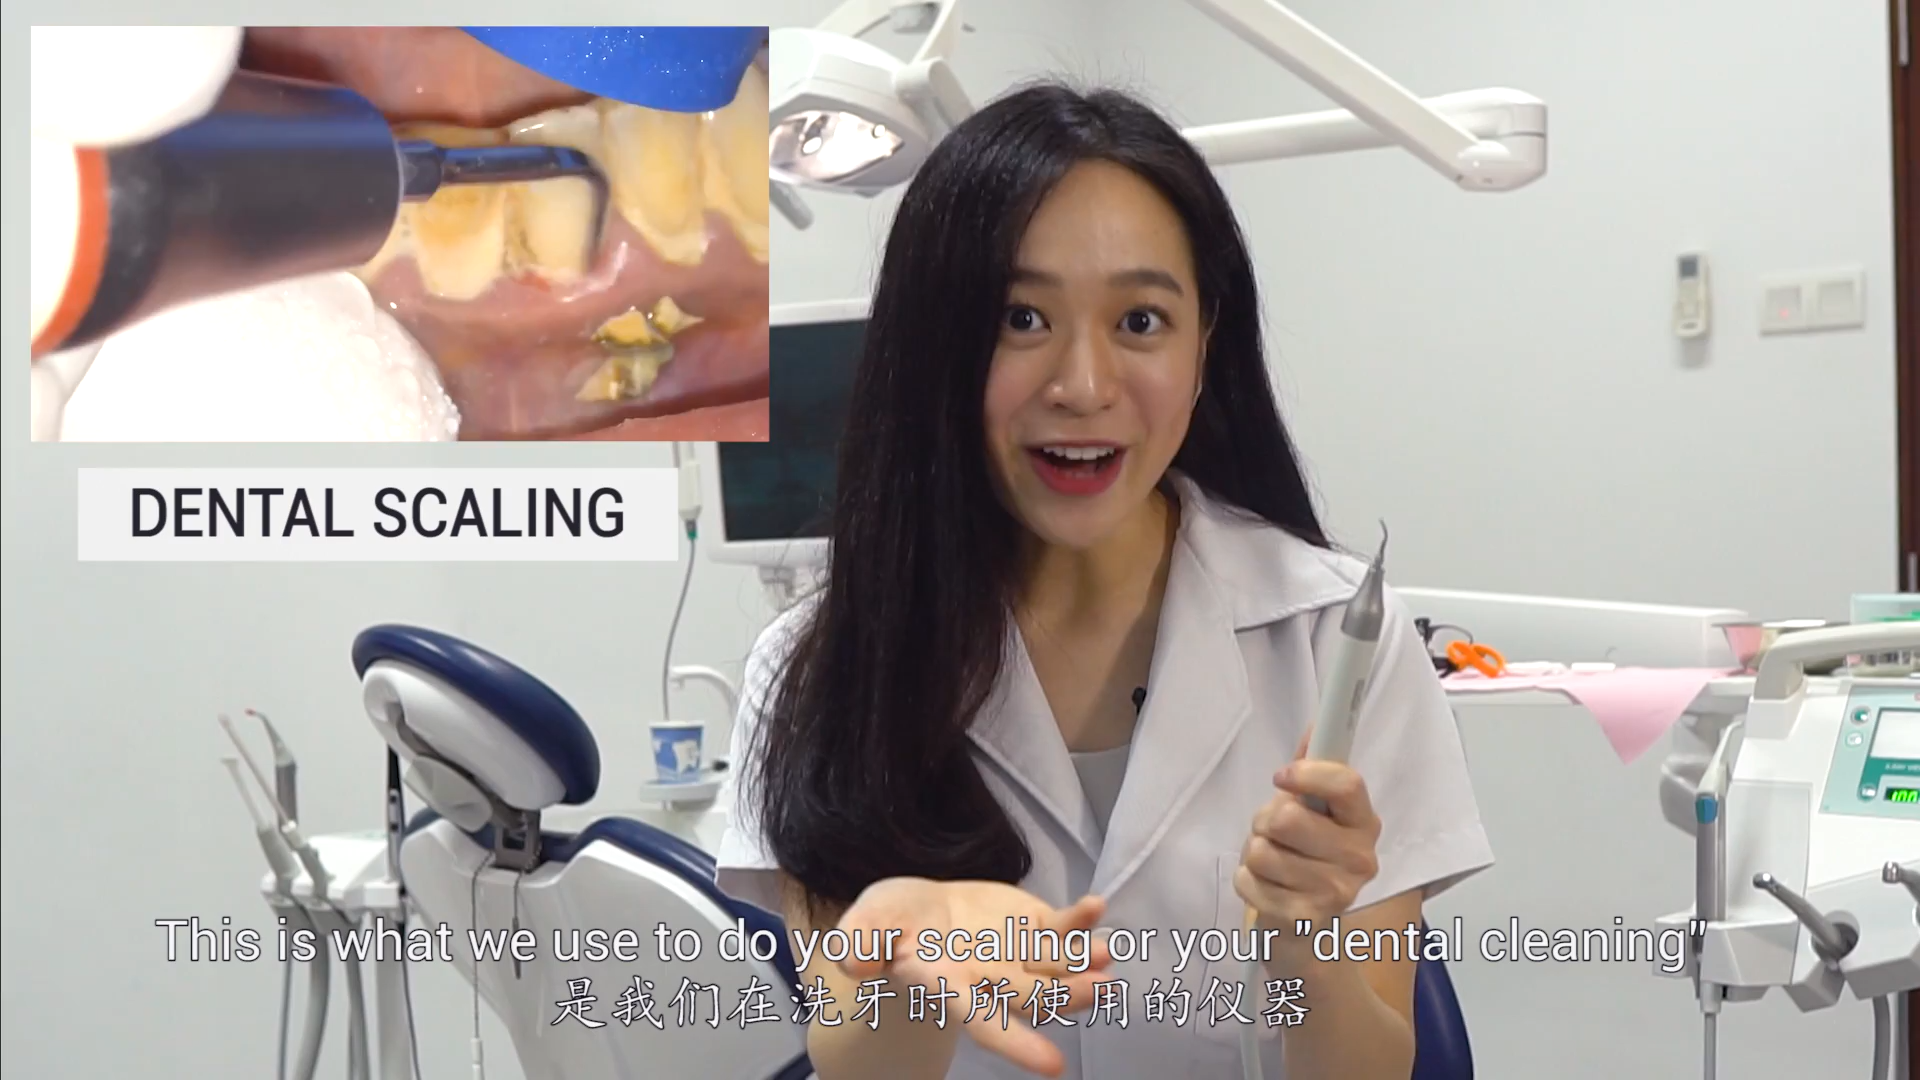 DENTAL SCALING
This is what we use to do your scaling or your "dental cleaning"
是我们在洗牙时所使用的仪器
100